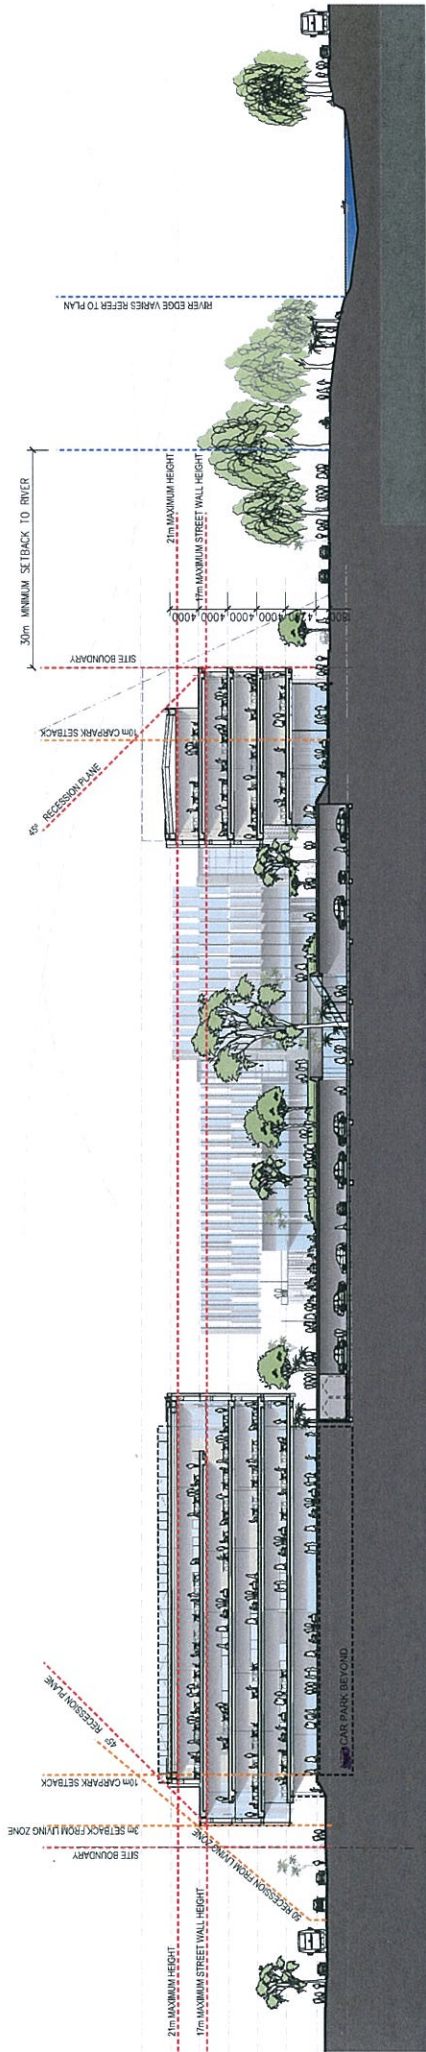 RIVER EDGE VARIES REFER TO PLAN
30m MINIMUM SETBACK TO RIVER
21m MAXIMUM HEIGHT
17m MAXIMUM STREET WALL HEIGHT
4000
4000
4000
4000
SITE BOUNDARY
10m CARPARK SETBACK
45° RECESSION PLANE
RECESSION PLANE
45°
10m CARPARK SETBACK
3m SETBACK FROM LIVING ZONE
SITE BOUNDARY
50 RECESSION FROM LIVING ZONE
CAR PARK BEYOND
21m MAXIMUM HEIGHT
17m MAXIMUM STREET WALL HEIGHT